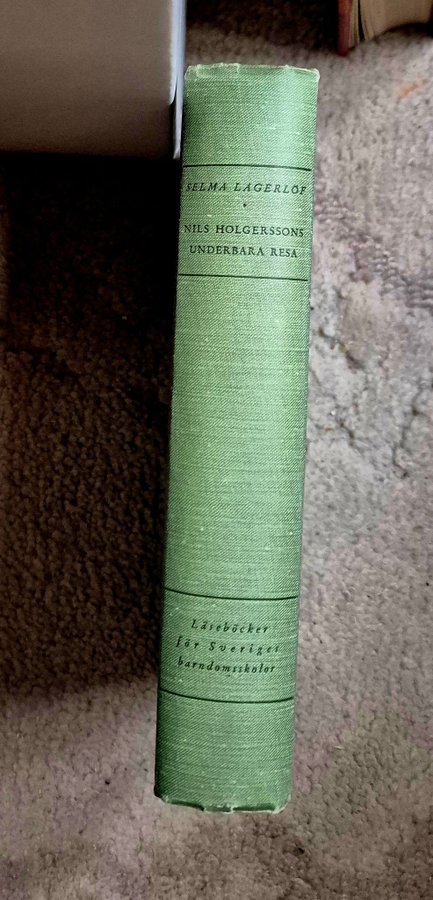 SELMA LAGERLÖF
NILS HOLGERSSONS
UNDERBARA RESA
Läseböcker
för Sveriges
barndomsskolor